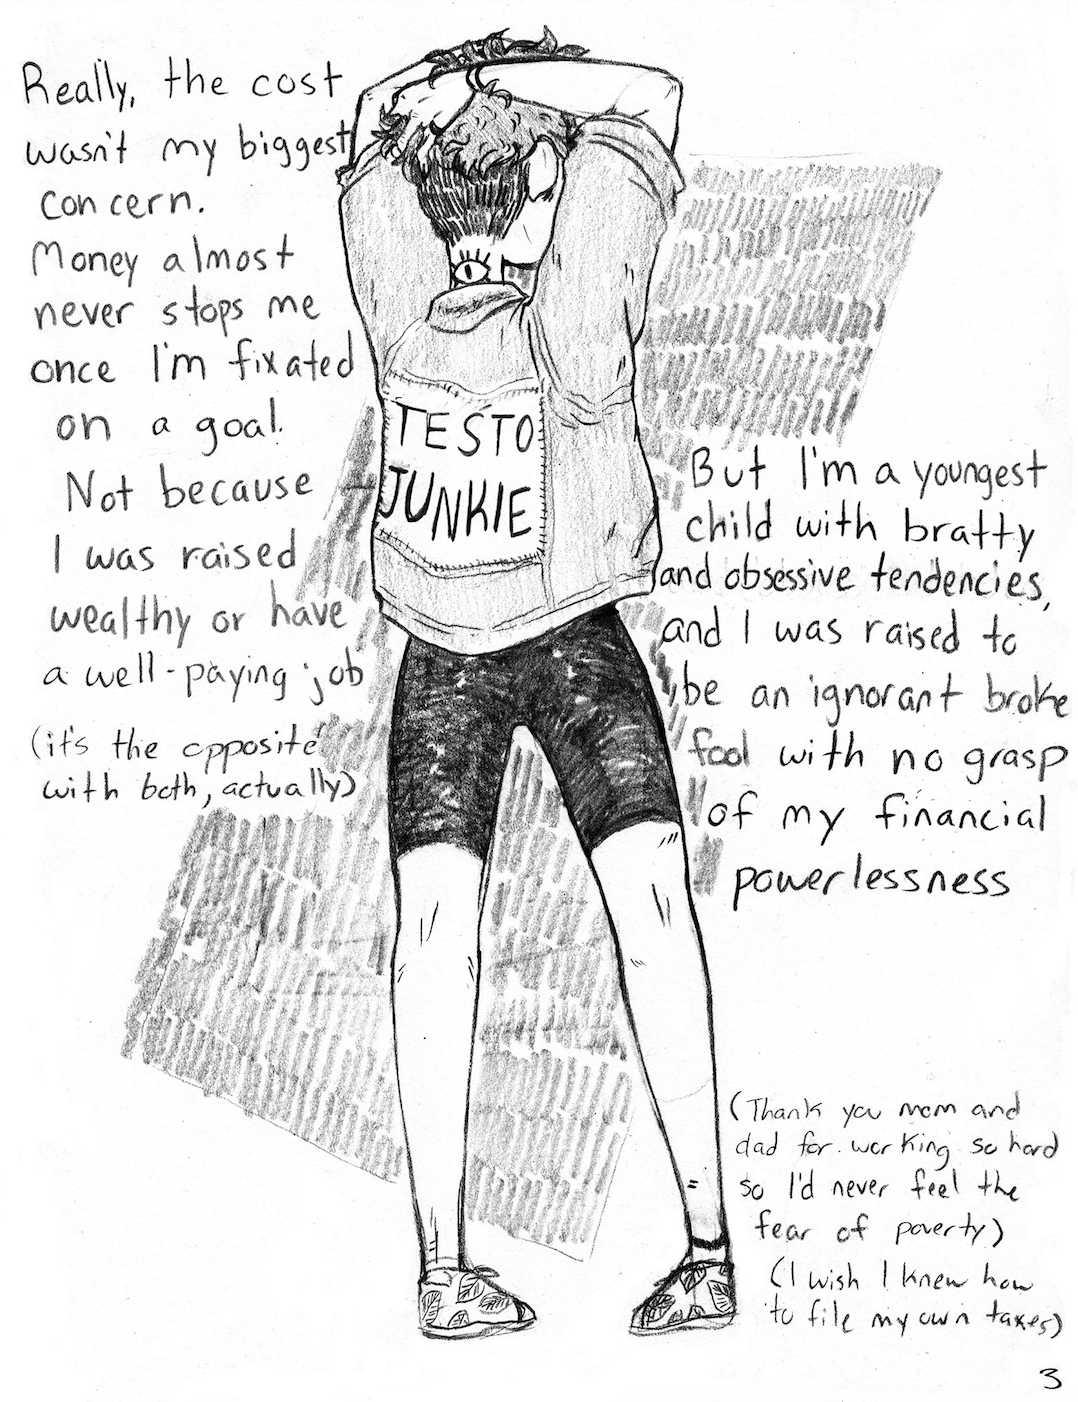 Really, the cost
wasn't my biggest
concern.
Money almost
never stops me
once I'm fixated
on a goal.
Not because
I was raised
wealthy or have
a well-paying job
(it's the opposite
with both, actually)
TESTO
JUNKIE
But I'm a youngest
child with bratty
and obsessive tendencies,
and I was raised to
be an ignorant broke
fool with no grasp
of my financial
powerlessness
(Thank you mom and
dad for working so hard
so I'd never feel the
fear of poverty)
(I wish I knew how
to file my own taxes)
3